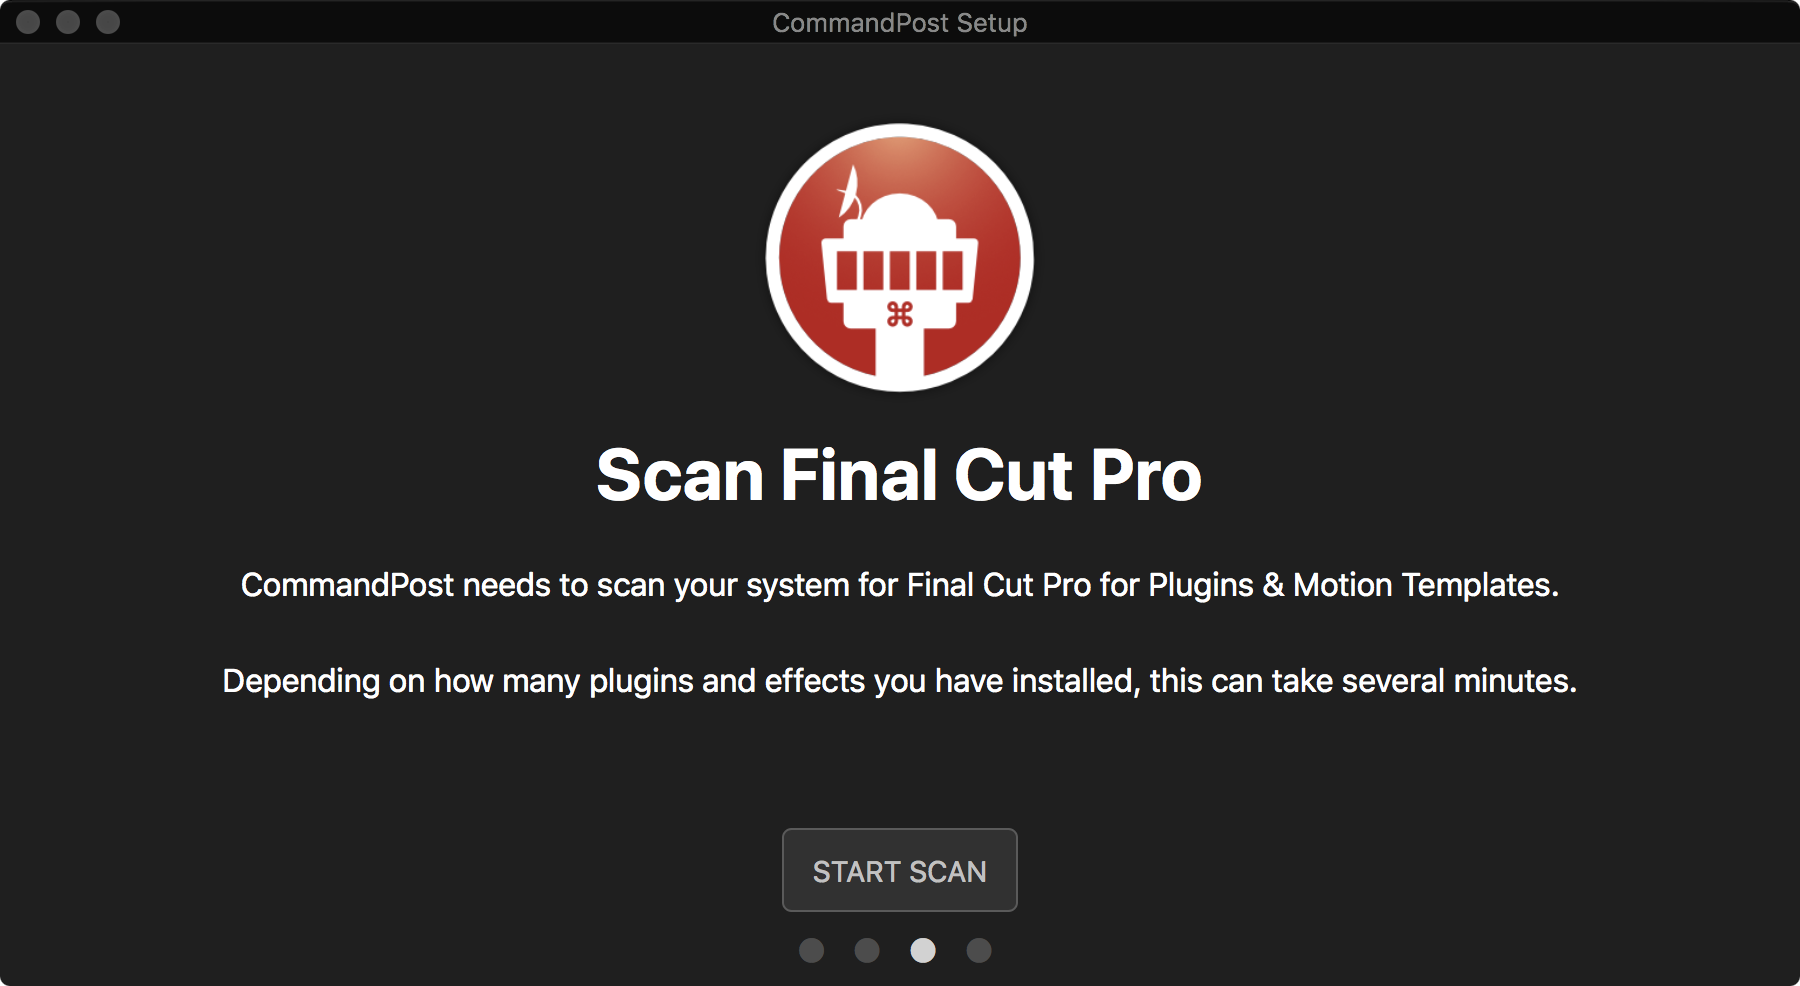 CommandPost Setup
⌘
Scan Final Cut Pro
CommandPost needs to scan your system for Final Cut Pro for Plugins & Motion Templates.
Depending on how many plugins and effects you have installed, this can take several minutes.
START SCAN